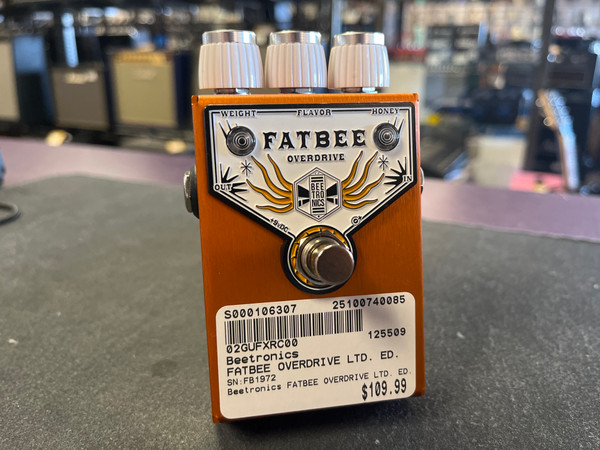 WEIGHT FLAVOR HONEY
FATBEE
OVERDRIVE
OUT IN
BEE
TRO
NICS
+9vDC
S000106307 25100740085
125509
02GUFXRC00
Beetronics
FATBEE OVERDRIVE LTD. ED.
SN:FB1972
Beetronics FATBEE OVERDRIVE LTD. ED.
$109.99